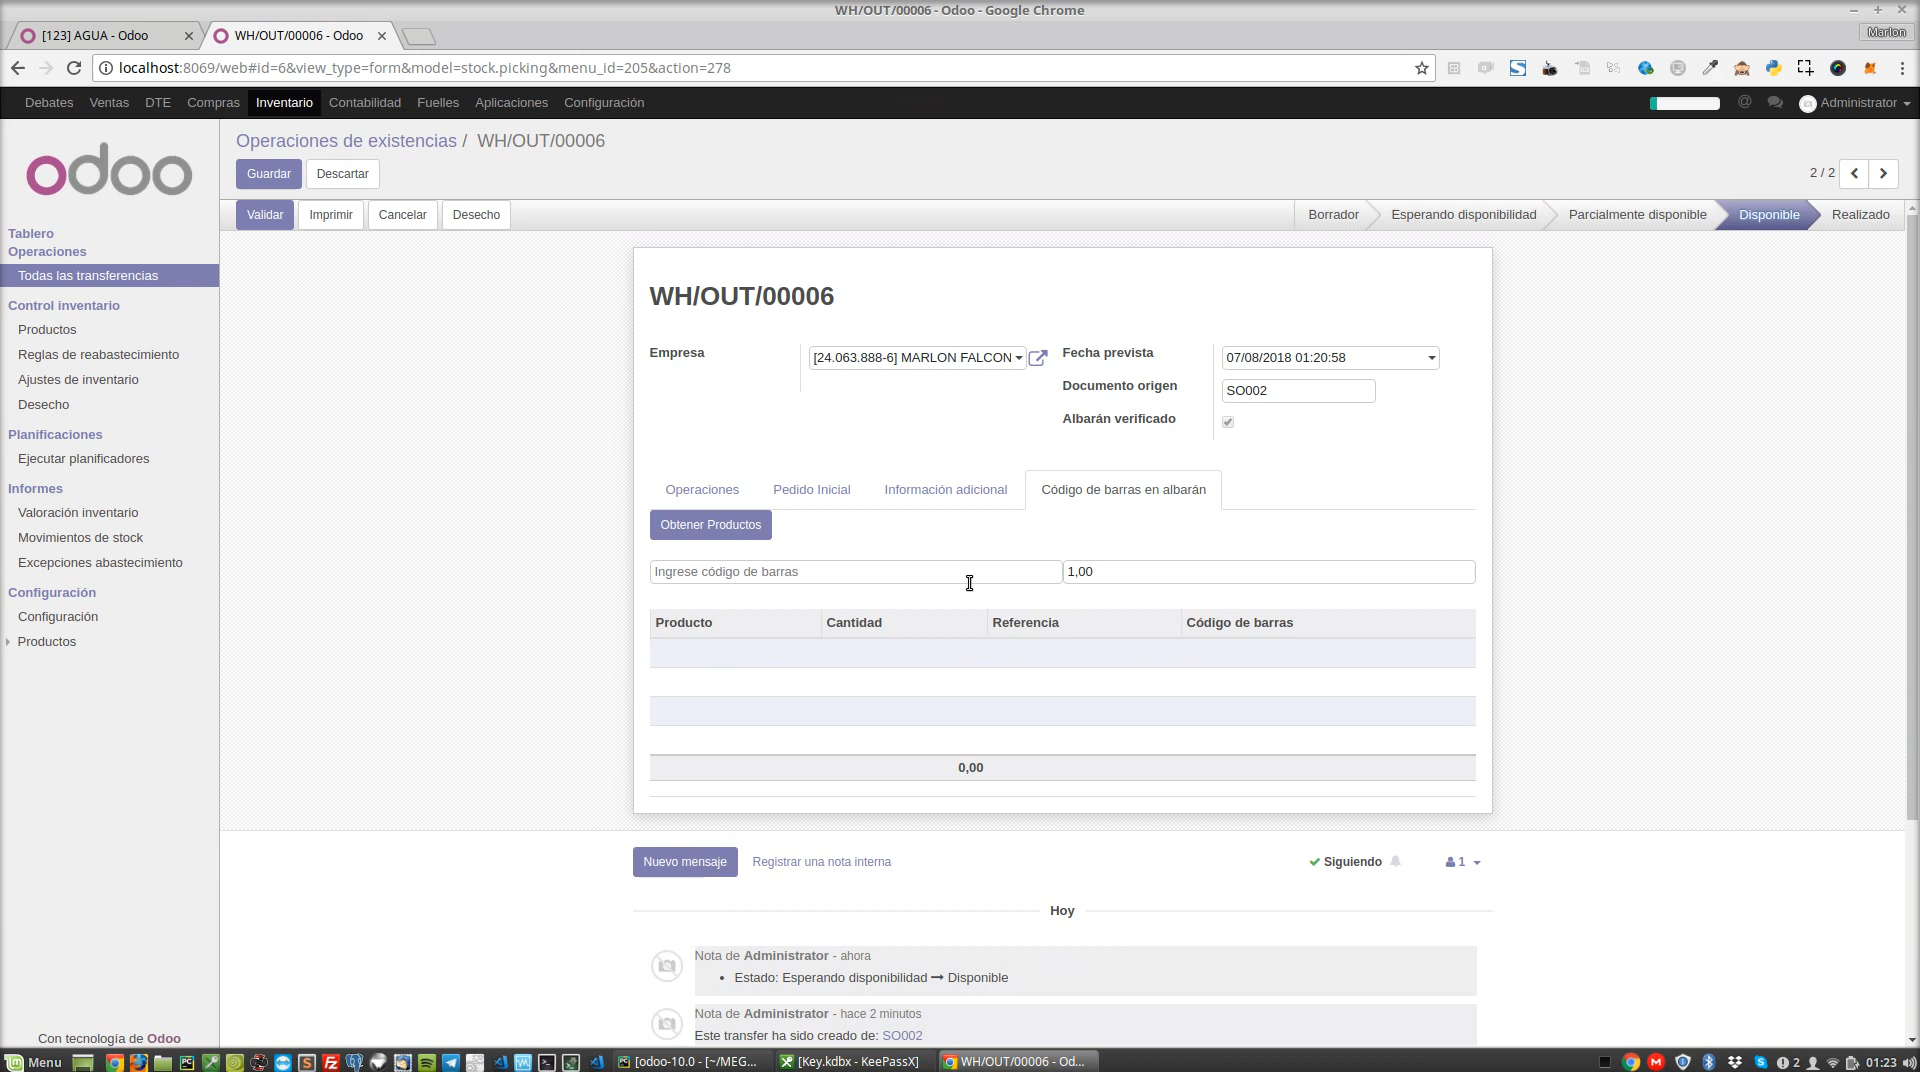 WH/OUT/00006 - Odoo - Google Chrome
[123] AGUA - Odoo
WH/OUT/00006 - Odoo
Marlon
localhost:8069/web#id=6&view_type=form&model=stock.picking&menu_id=205&action=278
Debates Ventas DTE Compras Inventario Contabilidad Fuelles Aplicaciones Configuración
@ Administrator
odoo
Operaciones de existencias / WH/OUT/00006
Guardar Descartar
2 / 2
Validar Imprimir Cancelar Desecho
Borrador Esperando disponibilidad Parcialmente disponible Disponible Realizado
Tablero
Operaciones
Todas las transferencias
Control inventario
Productos
Reglas de reabastecimiento
Ajustes de inventario
Desecho
Planificaciones
Ejecutar planificadores
Informes
Valoración inventario
Movimientos de stock
Excepciones abastecimiento
Configuración
Configuración
Productos
Con tecnología de Odoo
WH/OUT/00006
Empresa [24.063.888-6] MARLON FALCON
Fecha prevista 07/08/2018 01:20:58
Documento origen SO002
Albarán verificado
Operaciones Pedido Inicial Información adicional Código de barras en albarán
Obtener Productos
Ingrese código de barras 1,00
Producto Cantidad Referencia Código de barras
0,00
Nuevo mensaje Registrar una nota interna
Siguiendo 1
Hoy
Nota de Administrator - ahora
• Estado: Esperando disponibilidad → Disponible
Nota de Administrator - hace 2 minutos
Este transfer ha sido creado de: SO002
Menu
[odoo-10.0 - [~/MEG...
[Key.kdbx - KeePassX]
WH/OUT/00006 - Od...
2
01:23